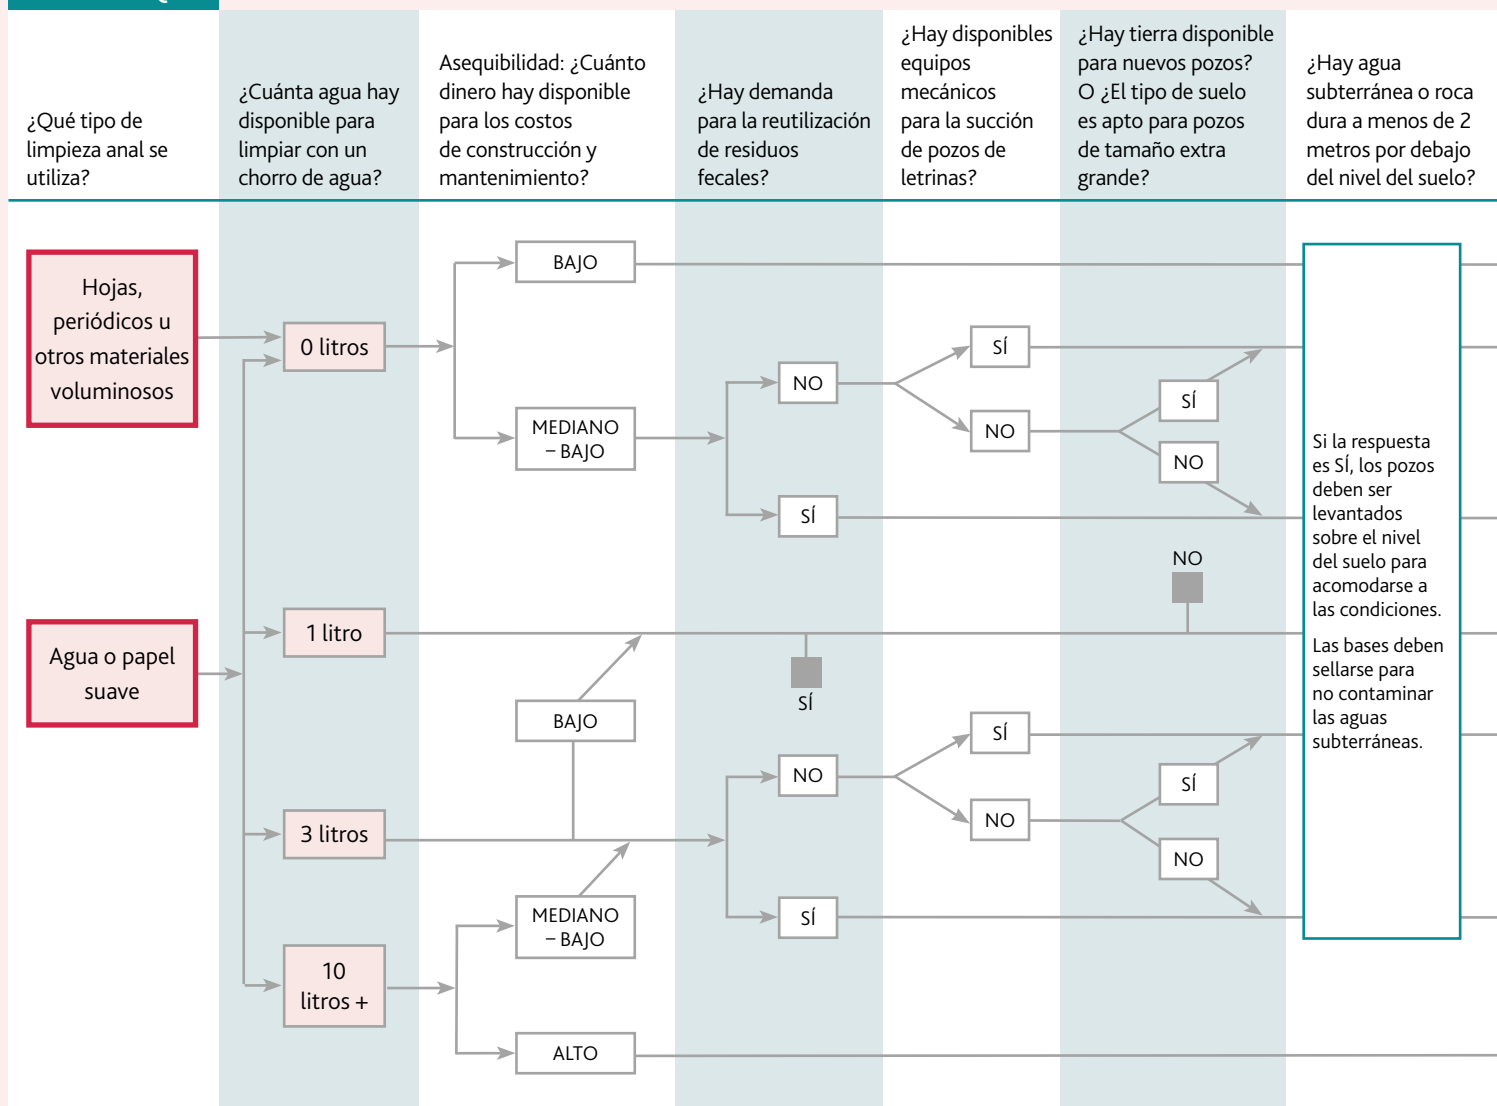 ¿Qué tipo de
limpieza anal se
utiliza?
¿Cuánta agua hay
disponible para
limpiar con un
chorro de agua?
Asequibilidad: ¿Cuánto
dinero hay disponible
para los costos
de construcción y
mantenimiento?
¿Hay demanda
para la reutilización
de residuos
fecales?
¿Hay disponibles
equipos
mecánicos
para la succión
de pozos de
letrinas?
¿Hay tierra disponible
para nuevos pozos?
O ¿El tipo de suelo
es apto para pozos
de tamaño extra
grande?
¿Hay agua
subterránea o roca
dura a menos de 2
metros por debajo
del nivel del suelo?
Hojas,
periódicos u
otros materiales
voluminosos
Agua o papel
suave
0 litros
1 litro
3 litros
10
litros +
BAJO
MEDIANO
– BAJO
BAJO
MEDIANO
– BAJO
ALTO
NO
SÍ
SÍ
NO
SÍ
SÍ
NO
SÍ
NO
NO
SÍ
NO
SÍ
NO
Si la respuesta
es SÍ, los pozos
deben ser
levantados
sobre el nivel
del suelo para
acomodarse a
las condiciones.
Las bases deben
sellarse para
no contaminar
las aguas
subterráneas.